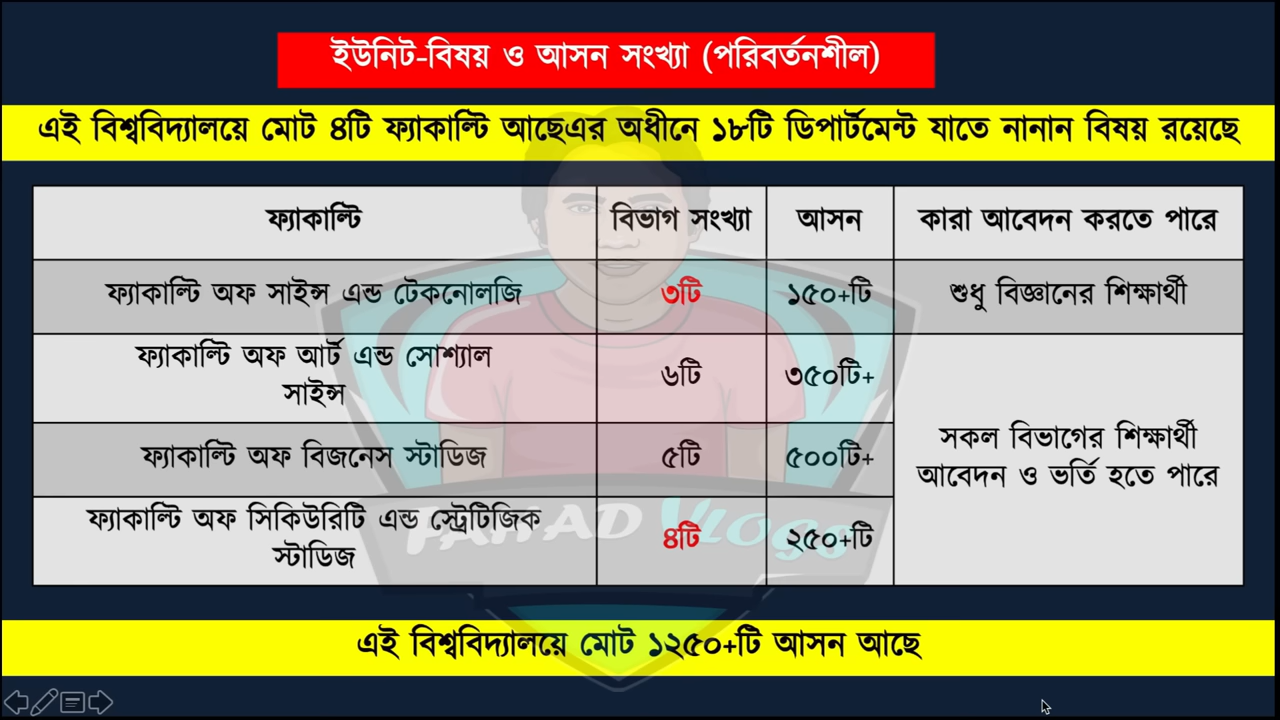 ইউনিট-বিষয় ও আসন সংখ্যা (পরিবর্তনশীল)
এই বিশ্ববিদ্যালয়ে মোট ৪টি ফ্যাকাল্টি আছেএর অধীনে ১৮টি ডিপার্টমেন্ট যাতে নানান বিষয় রয়েছে
ফ্যাকাল্টি বিভাগ সংখ্যা আসন কারা আবেদন করতে পারে
ফ্যাকাল্টি অফ সাইন্স এন্ড টেকনোলজি ৩টি ১৫০+টি শুধু বিজ্ঞানের শিক্ষার্থী
ফ্যাকাল্টি অফ আর্ট এন্ড সোশ্যাল
সাইন্স
৬টি ৩৫০টি+
ফ্যাকাল্টি অফ বিজনেস স্টাডিজ ৫টি ৫০০টি+
সকল বিভাগের শিক্ষার্থী
আবেদন ও ভর্তি হতে পারে
ফ্যাকাল্টি অফ সিকিউরিটি এন্ড স্ট্রেটিজিক
স্টাডিজ
৪টি ২৫০+টি
FAHAD Vlogs
এই বিশ্ববিদ্যালয়ে মোট ১২৫০+টি আসন আছে